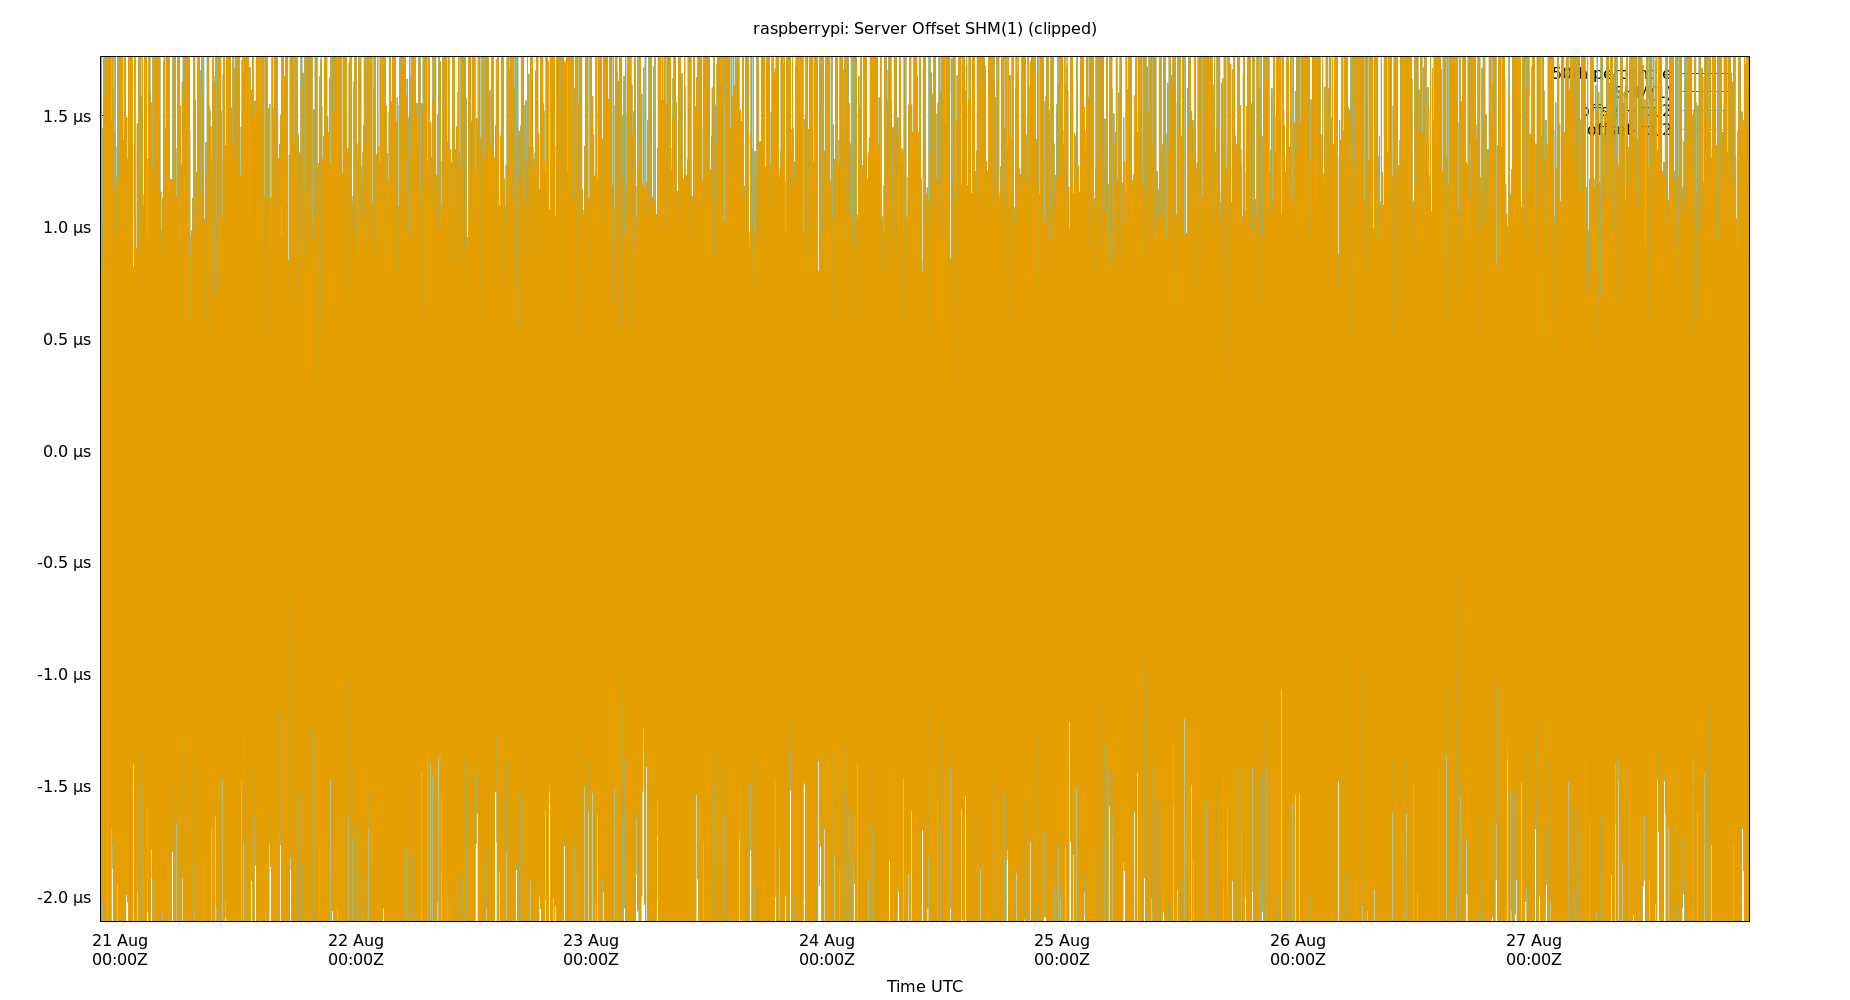 raspberrypi: Server Offset SHM(1) (clipped)
1.5 µs
1.0 µs
0.5 µs
0.0 µs
-0.5 µs
-1.0 µs
-1.5 µs
-2.0 µs
21 Aug 22 Aug 23 Aug 24 Aug 25 Aug 26 Aug 27 Aug
00:00Z 00:00Z 00:00Z 00:00Z 00:00Z 00:00Z 00:00Z
Time UTC